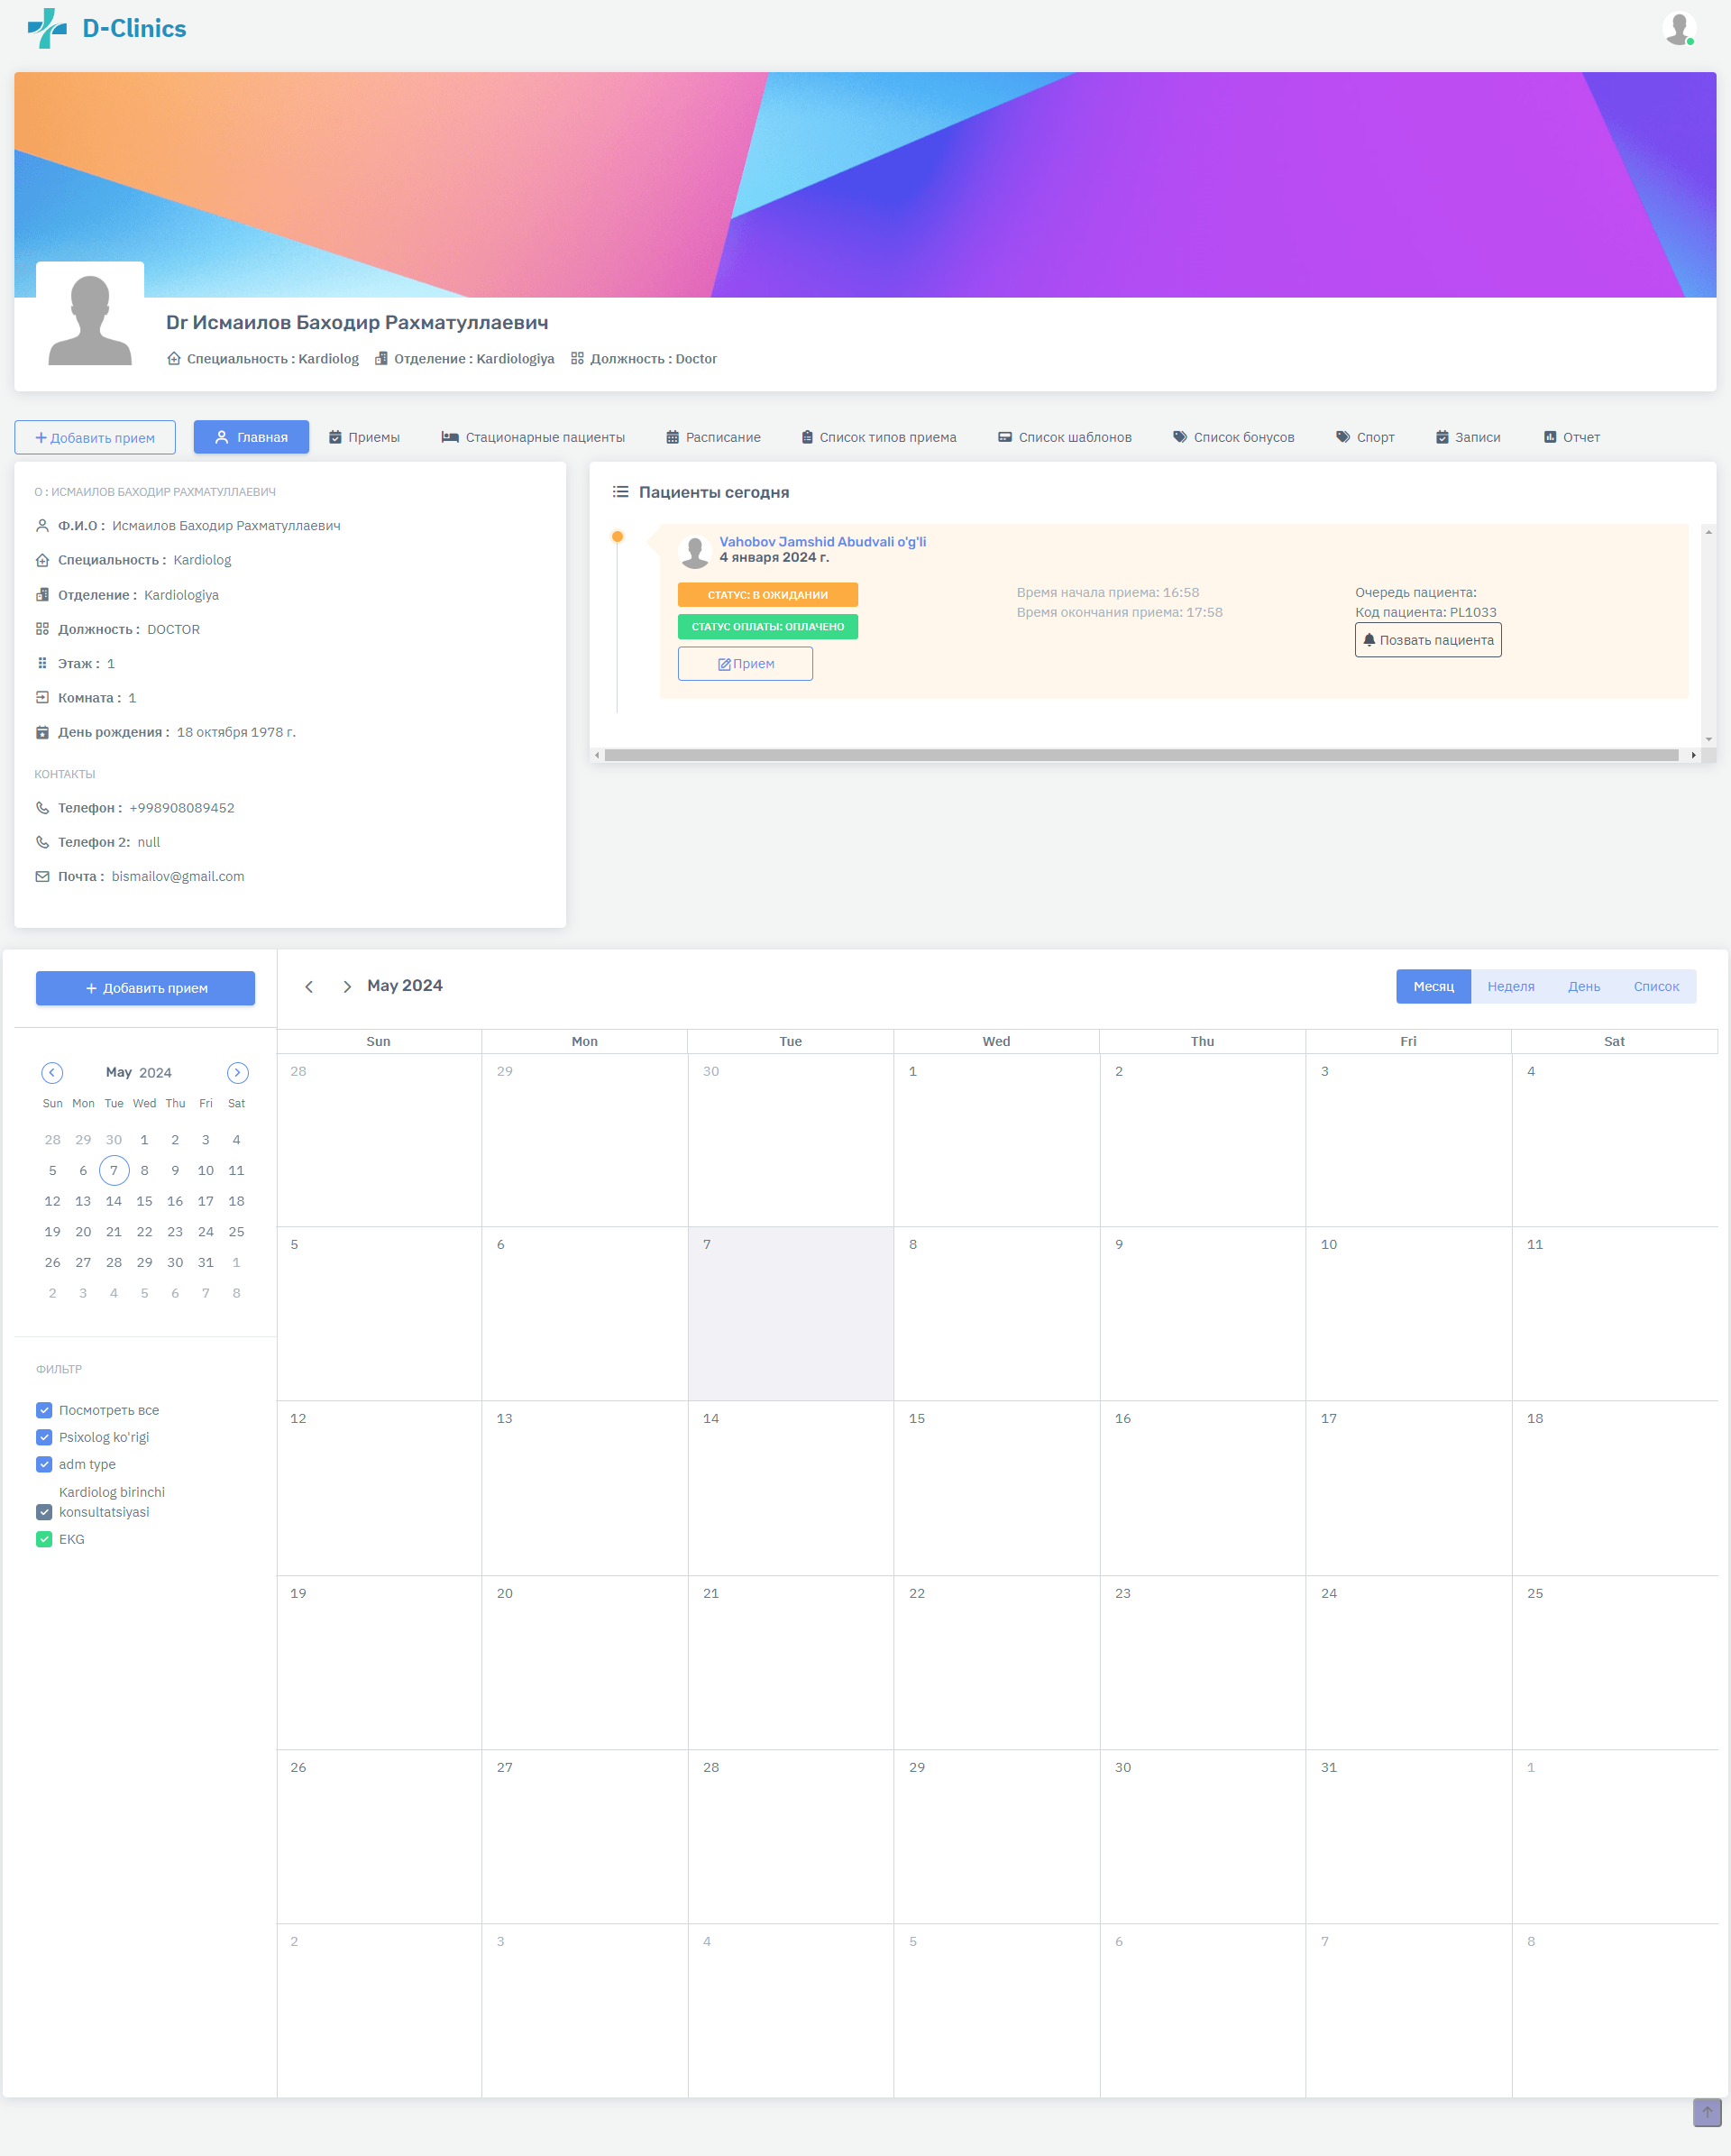 D-Clinics
Dr Исмаилов Баходир Рахматуллаевич
Специальность : Kardiolog Отделение : Kardiologiya Должность : Doctor
Добавить прием Главная Приемы Стационарные пациенты Расписание Список типов приема Список шаблонов Список бонусов Спорт Записи Отчет
О : ИСМАИЛОВ БАХОДИР РАХМАТУЛЛАЕВИЧ
Ф.И.О : Исмаилов Баходир Рахматуллаевич
Специальность : Kardiolog
Отделение : Kardiologiya
Должность : DOCTOR
Этаж : 1
Комната : 1
День рождения : 18 октября 1978 г.
КОНТАКТЫ
Телефон : +998908089452
Телефон 2: null
Почта : bismailov@gmail.com
Пациенты сегодня
Vahobov Jamshid Abudvali o'g'li
4 января 2024 г.
СТАТУС: В ОЖИДАНИИ
СТАТУС ОПЛАТЫ: ОПЛАЧЕНО
Прием
Время начала приема: 16:58
Время окончания приема: 17:58
Очередь пациента:
Код пациента: PL1033
Позвать пациента
Добавить прием
May 2024
Sun Mon Tue Wed Thu Fri Sat
28 29 30 1 2 3 4
5 6 7 8 9 10 11
12 13 14 15 16 17 18
19 20 21 22 23 24 25
26 27 28 29 30 31 1
2 3 4 5 6 7 8
ФИЛЬТР
Посмотреть все
Psixolog ko'rigi
adm type
Kardiolog birinchi
konsultatsiyasi
EKG
May 2024
Месяц Неделя День Список
Sun Mon Tue Wed Thu Fri Sat
28 29 30 1 2 3 4
5 6 7 8 9 10 11
12 13 14 15 16 17 18
19 20 21 22 23 24 25
26 27 28 29 30 31 1
2 3 4 5 6 7 8